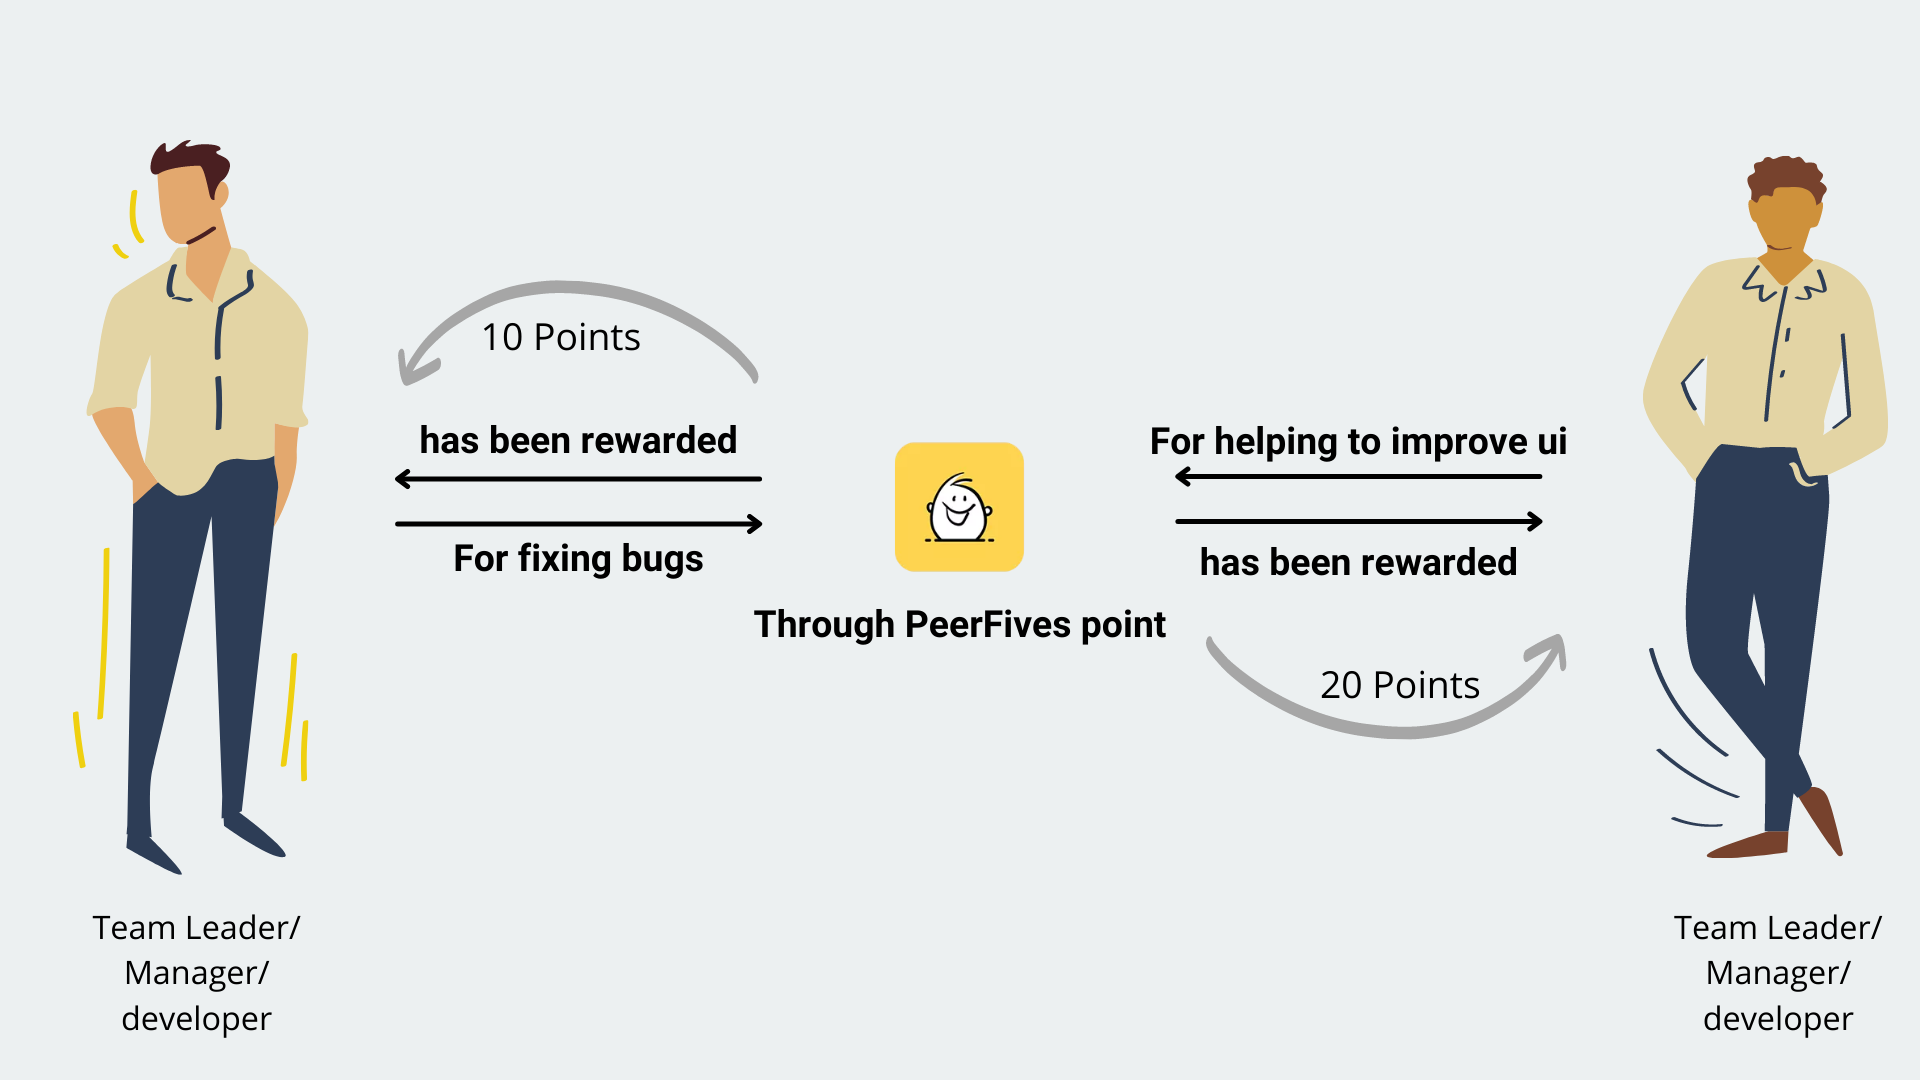 10 Points
has been rewarded
For fixing bugs
Through PeerFives point
For helping to improve ui
has been rewarded
20 Points
Team Leader/
Manager/
developer
Team Leader/
Manager/
developer